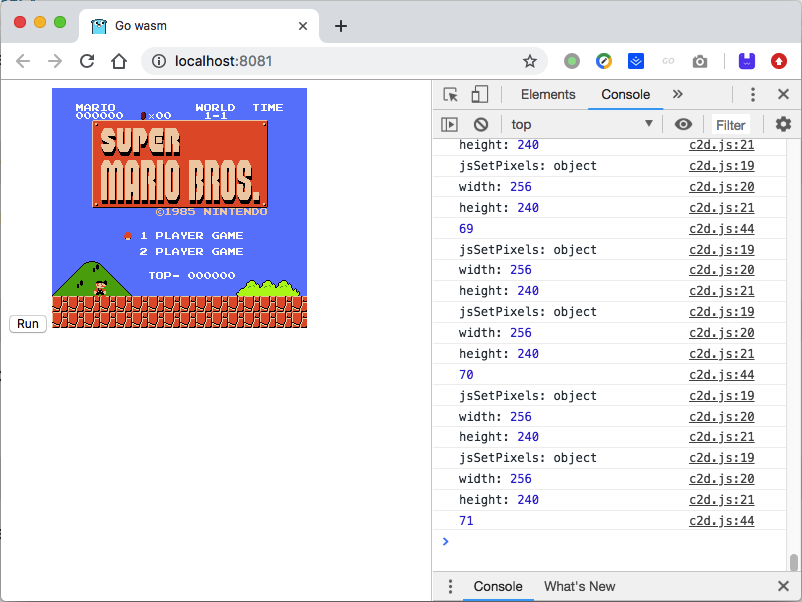 Go wasm
localhost:8081
GO
MARIO WORLD TIME
000000 ×00 1-1
SUPER
MARIO BROS.
©1985 NINTENDO
1 PLAYER GAME
2 PLAYER GAME
TOP- 000000
Run
Elements Console »
top Filter
height: 240 c2d.js:21
jsSetPixels: object c2d.js:19
width: 256 c2d.js:20
height: 240 c2d.js:21
69 c2d.js:44
jsSetPixels: object c2d.js:19
width: 256 c2d.js:20
height: 240 c2d.js:21
jsSetPixels: object c2d.js:19
width: 256 c2d.js:20
height: 240 c2d.js:21
70 c2d.js:44
jsSetPixels: object c2d.js:19
width: 256 c2d.js:20
height: 240 c2d.js:21
jsSetPixels: object c2d.js:19
width: 256 c2d.js:20
height: 240 c2d.js:21
71 c2d.js:44
Console What's New